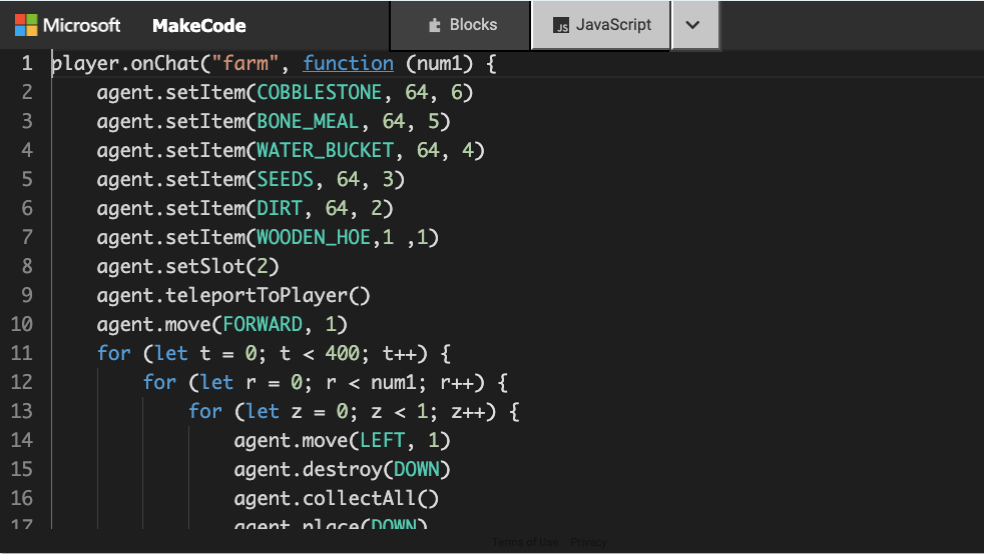 Microsoft MakeCode Blocks JS JavaScript
1 player.onChat("farm", function (num1) {
2 agent.setItem(COBBLESTONE, 64, 6)
3 agent.setItem(BONE_MEAL, 64, 5)
4 agent.setItem(WATER_BUCKET, 64, 4)
5 agent.setItem(SEEDS, 64, 3)
6 agent.setItem(DIRT, 64, 2)
7 agent.setItem(WOODEN_HOE,1 ,1)
8 agent.setSlot(2)
9 agent.teleportToPlayer()
10 agent.move(FORWARD, 1)
11 for (let t = 0; t < 400; t++) {
12 for (let r = 0; r < num1; r++) {
13 for (let z = 0; z < 1; z++) {
14 agent.move(LEFT, 1)
15 agent.destroy(DOWN)
16 agent.collectAll()
17 agent.place(DOWN)
Terms of Use Privacy